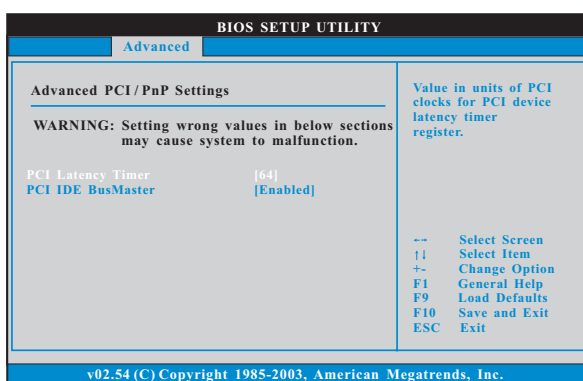 BIOS SETUP UTILITY
Advanced
Advanced PCI / PnP Settings
WARNING: Setting wrong values in below sections
may cause system to malfunction.
PCI Latency Timer [64]
PCI IDE BusMaster [Enabled]
Value in units of PCI
clocks for PCI device
latency timer
register.
←→ Select Screen
↑↓ Select Item
+- Change Option
F1 General Help
F9 Load Defaults
F10 Save and Exit
ESC Exit
v02.54 (C) Copyright 1985-2003, American Megatrends, Inc.